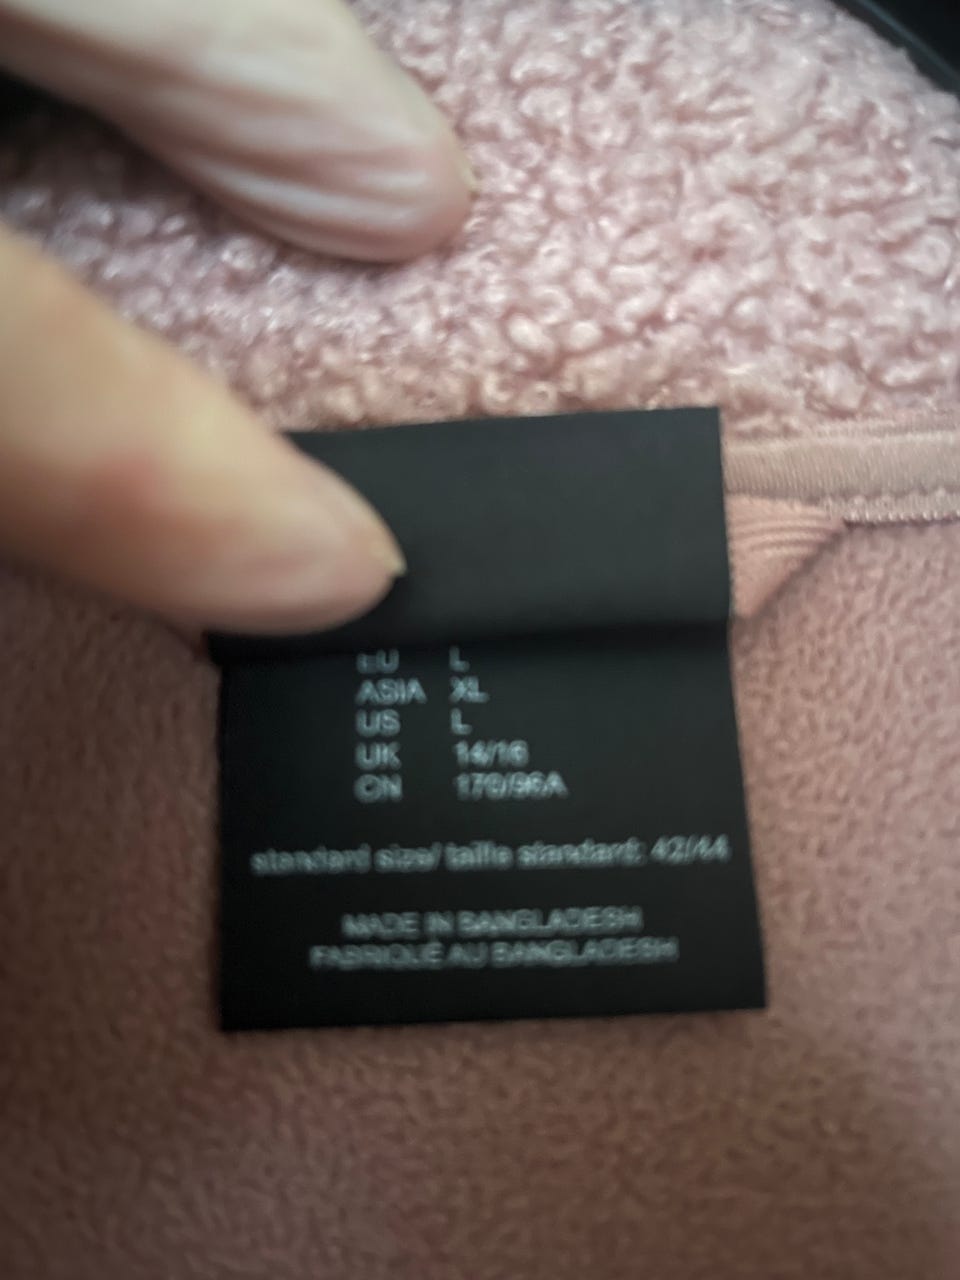 EU L
ASIA XL
US L
UK 14/16
CN 170/96A
standard size/ taille standard: 42/44
MADE IN BANGLADESH
FABRIQUÉ AU BANGLADESH